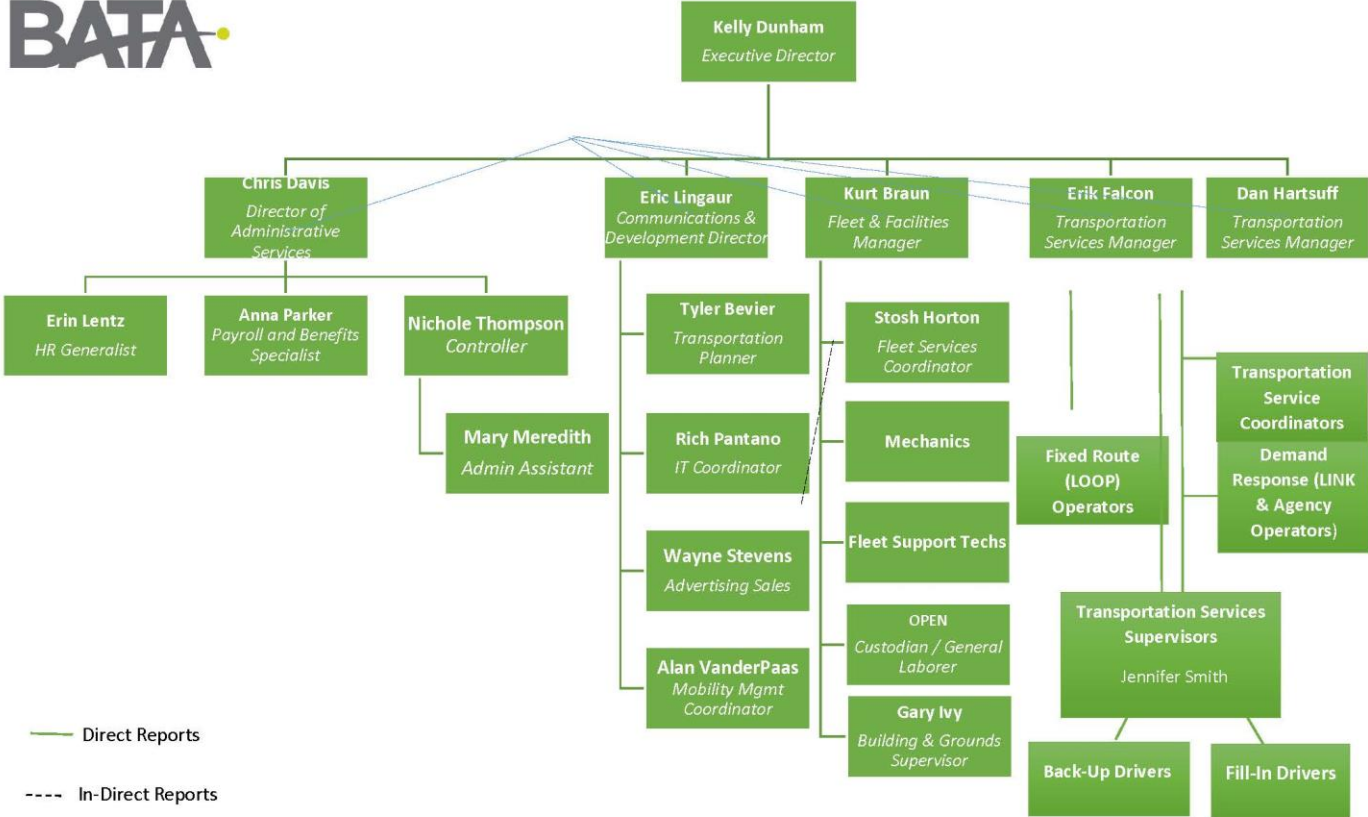 BATA
Kelly Dunham
Executive Director
Chris Davis
Director of
Administrative
Services
Eric Lingaur
Communications &
Development Director
Kurt Braun
Fleet & Facilities
Manager
Erik Falcon
Transportation
Services Manager
Dan Hartsuff
Transportation
Services Manager
Erin Lentz
HR Generalist
Anna Parker
Payroll and Benefits
Specialist
Nichole Thompson
Controller
Mary Meredith
Admin Assistant
Tyler Bevier
Transportation
Planner
Rich Pantano
IT Coordinator
Wayne Stevens
Advertising Sales
Alan VanderPaas
Mobility Mgmt
Coordinator
Stosh Horton
Fleet Services
Coordinator
Mechanics
Fleet Support Techs
OPEN
Custodian / General
Laborer
Gary Ivy
Building & Grounds
Supervisor
Fixed Route
(LOOP)
Operators
Transportation
Service
Coordinators
Demand
Response (LINK
& Agency
Operators)
Transportation Services
Supervisors
Jennifer Smith
Back-Up Drivers
Fill-In Drivers
Direct Reports
In-Direct Reports